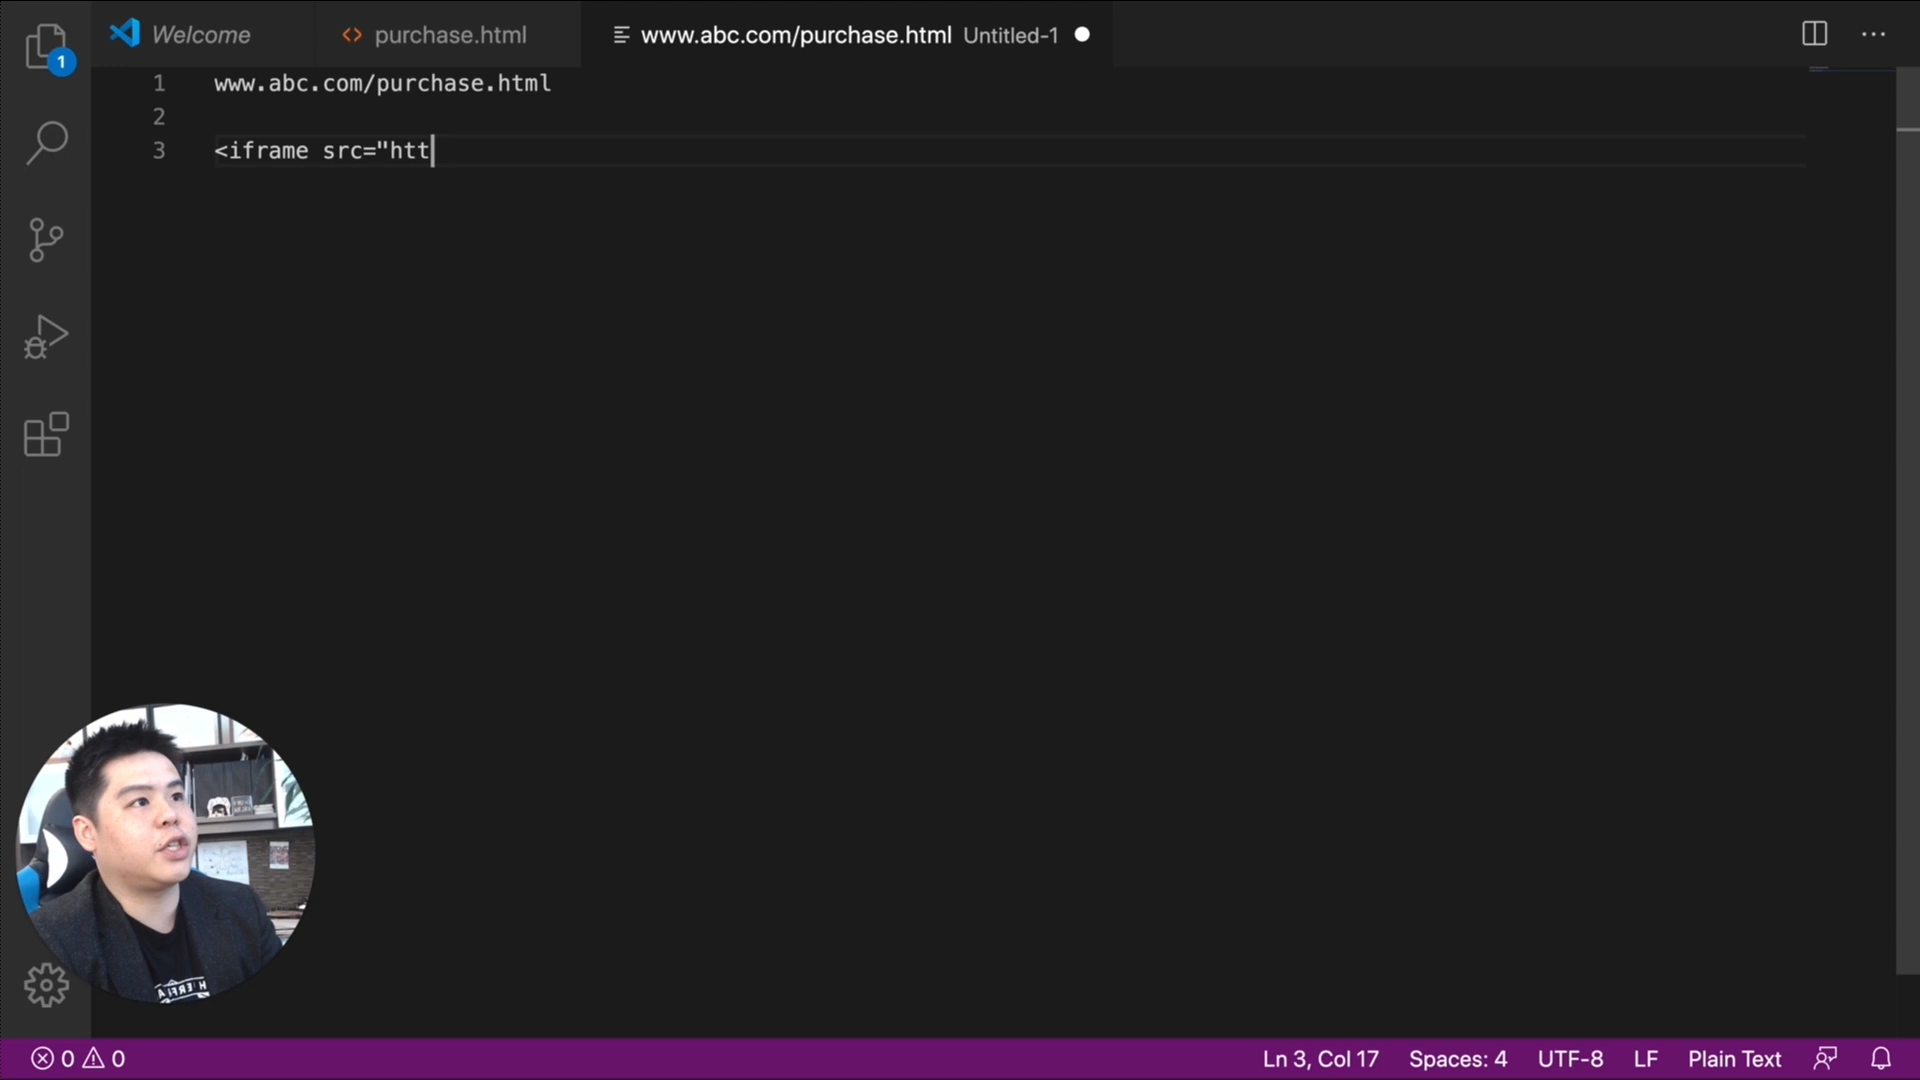 Welcome
purchase.html
www.abc.com/purchase.html Untitled-1
1
1 www.abc.com/purchase.html
2
3 <iframe src="htt
0 0
Ln 3, Col 17 Spaces: 4 UTF-8 LF Plain Text